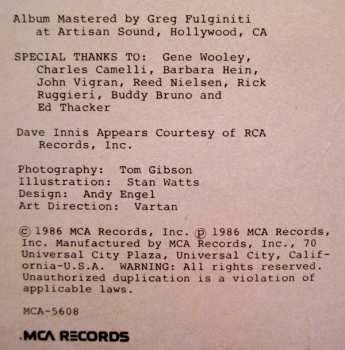 Album Mastered by Greg Fulginiti
at Artisan Sound, Hollywood, CA
SPECIAL THANKS TO: Gene Wooley,
Charles Camelli, Barbara Hein,
John Vigran, Reed Nielsen, Rick
Ruggieri, Buddy Bruno and
Ed Thacker
Dave Innis Appears Courtesy of RCA
Records, Inc.
Photography: Tom Gibson
Illustration: Stan Watts
Design: Andy Engel
Art Direction: Vartan
© 1986 MCA Records, Inc. ℗ 1986 MCA Records,
Inc. Manufactured by MCA Records, Inc., 70
Universal City Plaza, Universal City, Calif-
ornia-U.S.A. WARNING: All rights reserved.
Unauthorized duplication is a violation of
applicable laws.
MCA-5608
MCA RECORDS